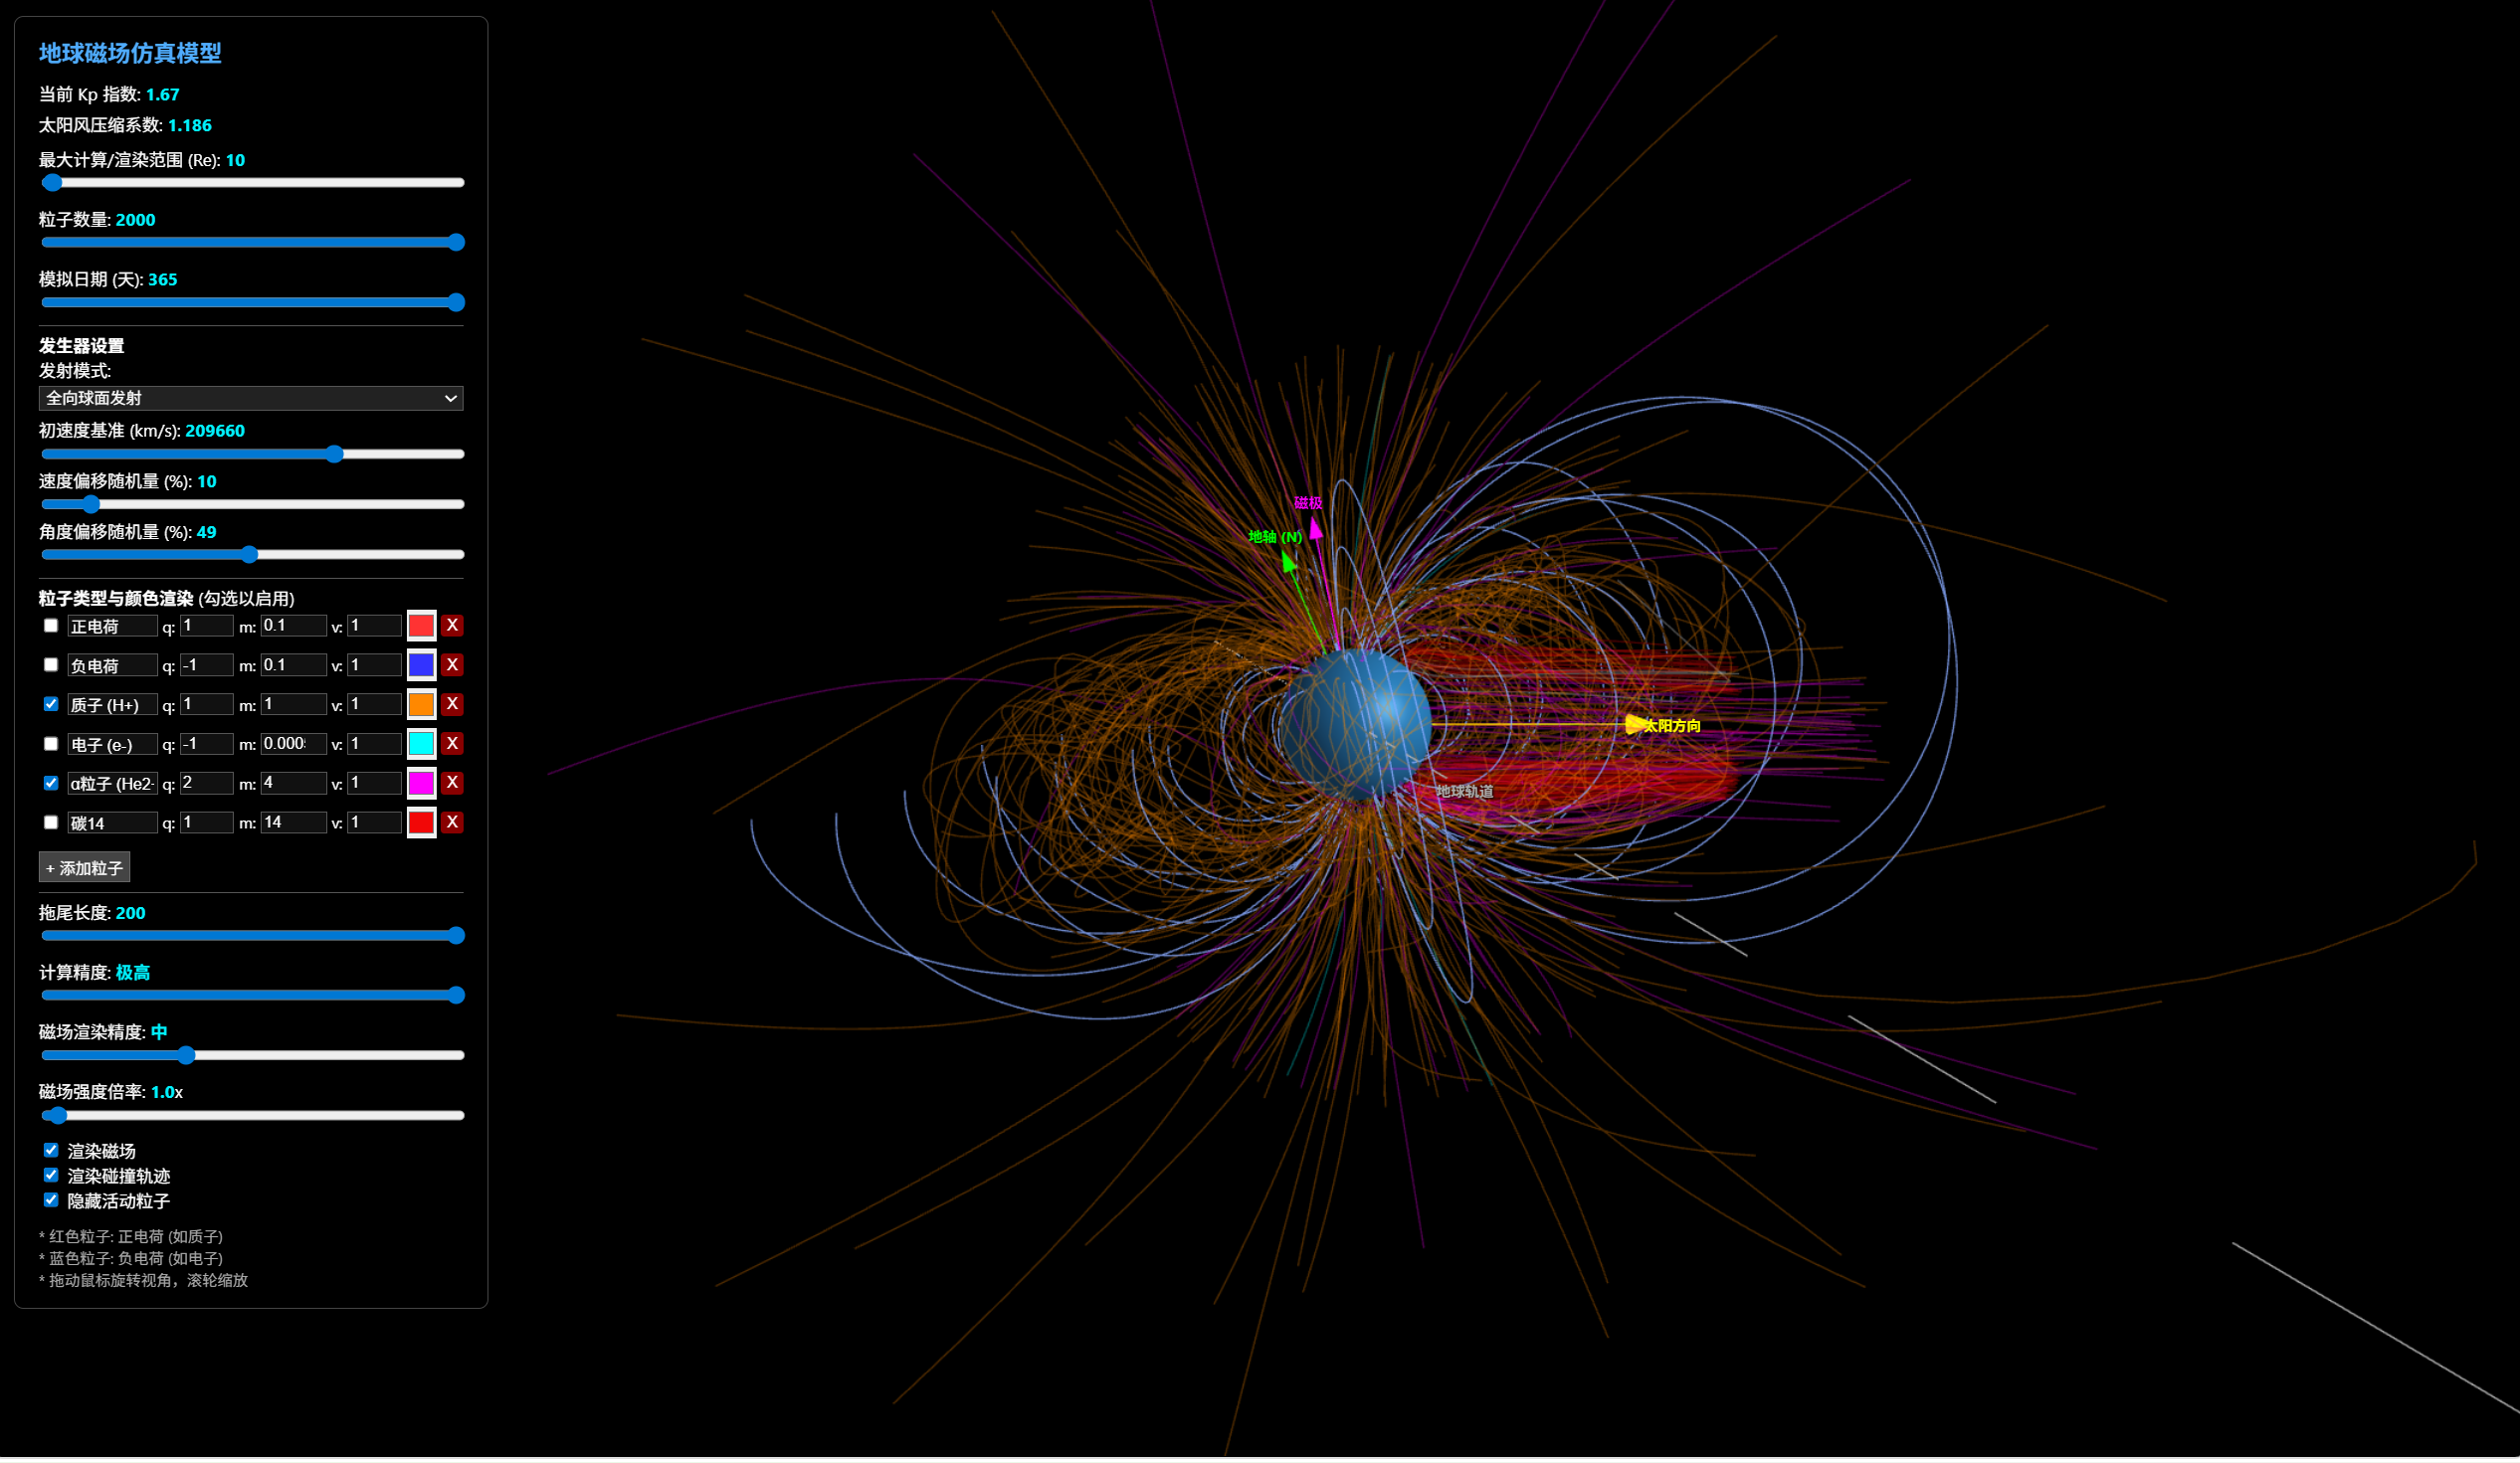 地球磁场仿真模型
当前 Kp 指数: 1.67
太阳风压缩系数: 1.186
最大计算/渲染范围 (Re): 10
粒子数量: 2000
模拟日期 (天): 365
发生器设置
发射模式:
全向球面发射
初速度基准 (km/s): 209660
速度偏移随机量 (%): 10
角度偏移随机量 (%): 49
粒子类型与颜色渲染 (勾选以启用)
正电荷 q: 1 m: 0.1 v: 1 X
负电荷 q: -1 m: 0.1 v: 1 X
质子 (H+) q: 1 m: 1 v: 1 X
电子 (e-) q: -1 m: 0.000 v: 1 X
α粒子 (He2- q: 2 m: 4 v: 1 X
碳14 q: 1 m: 14 v: 1 X
+ 添加粒子
拖尾长度: 200
计算精度: 极高
磁场渲染精度: 中
磁场强度倍率: 1.0x
渲染磁场
渲染碰撞轨迹
隐藏活动粒子
* 红色粒子: 正电荷 (如质子)
* 蓝色粒子: 负电荷 (如电子)
* 拖动鼠标旋转视角，滚轮缩放
磁极
地轴 (N)
太阳方向
地球轨道